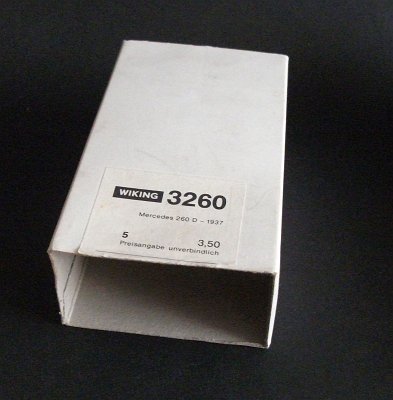 WIKING 3260
Mercedes 260 D – 1937
5 3,50
Preisangabe unverbindlich